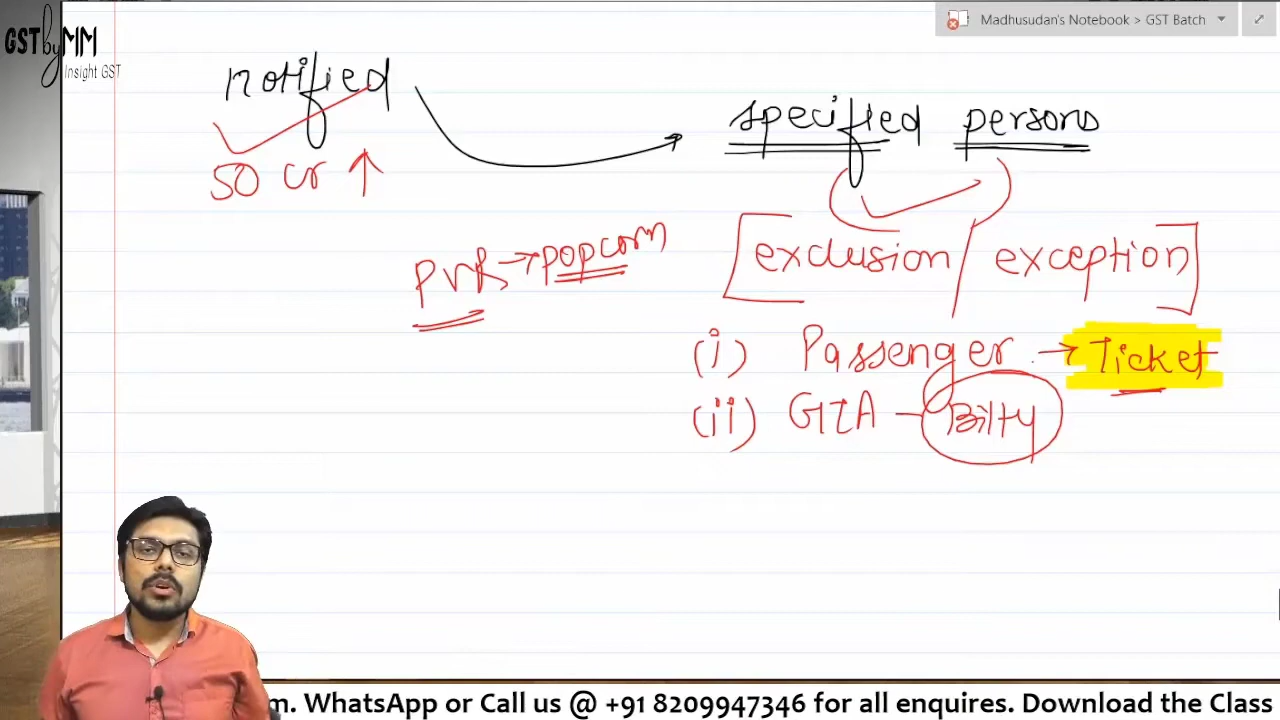 GST by MM
Insight GST
Madhusudan's Notebook > GST Batch
notified
50 cr ↑
specified persons
PVR → popcorn
[exclusion / exception]
(i) Passenger → Ticket
(ii) GTA - Bilty
m. WhatsApp or Call us @ +91 8209947346 for all enquires. Download the Class